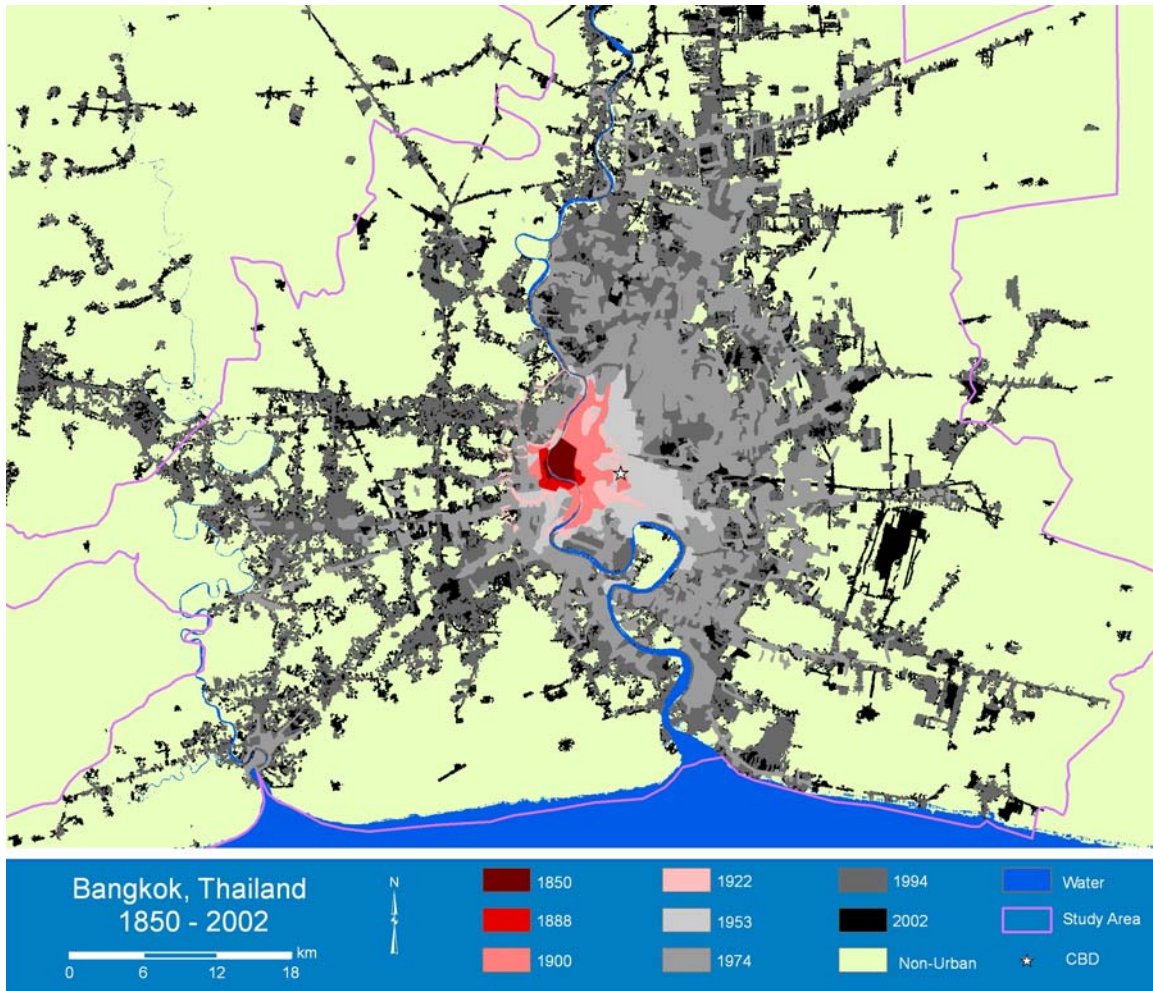 Bangkok, Thailand
1850 - 2002
km
0 6 12 18
N
1850
1888
1900
1922
1953
1974
1994
2002
Non-Urban
Water
Study Area
CBD